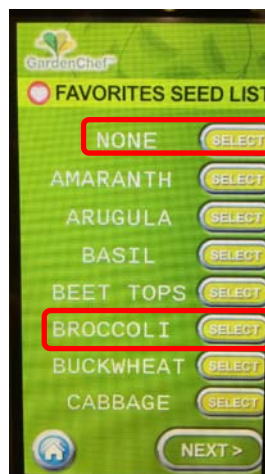 GardenChef
FAVORITES SEED LIST
NONE SELECT
AMARANTH SELECT
ARUGULA SELECT
BASIL SELECT
BEET TOPS SELECT
BROCCOLI SELECT
BUCKWHEAT SELECT
CABBAGE SELECT
NEXT >